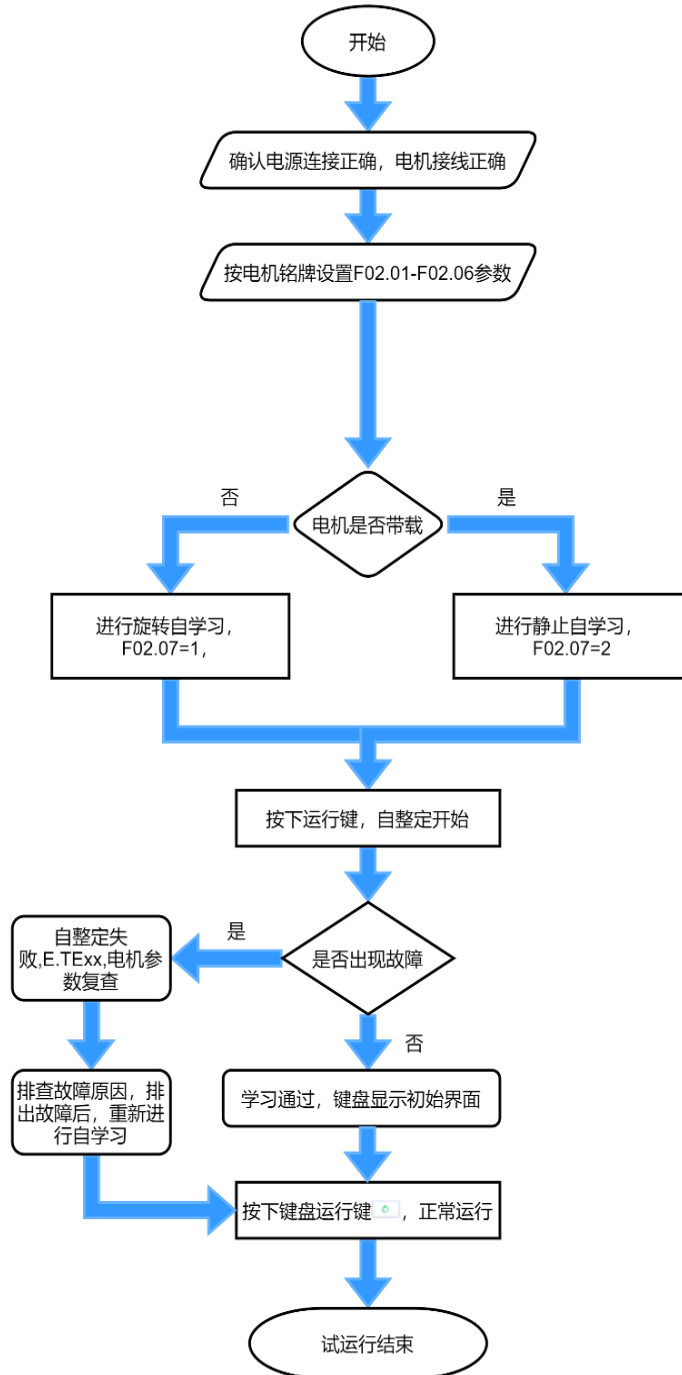 开始
确认电源连接正确，电机接线正确
按电机铭牌设置F02.01-F02.06参数
电机是否带载
否
是
进行旋转自学习，
F02.07=1，
进行静止自学习，
F02.07=2
按下运行键，自整定开始
是否出现故障
是
自整定失
败,E.TExx,电机参
数复查
否
排查故障原因，排
出故障后，重新进
行自学习
学习通过，键盘显示初始界面
按下键盘运行键，正常运行
试运行结束